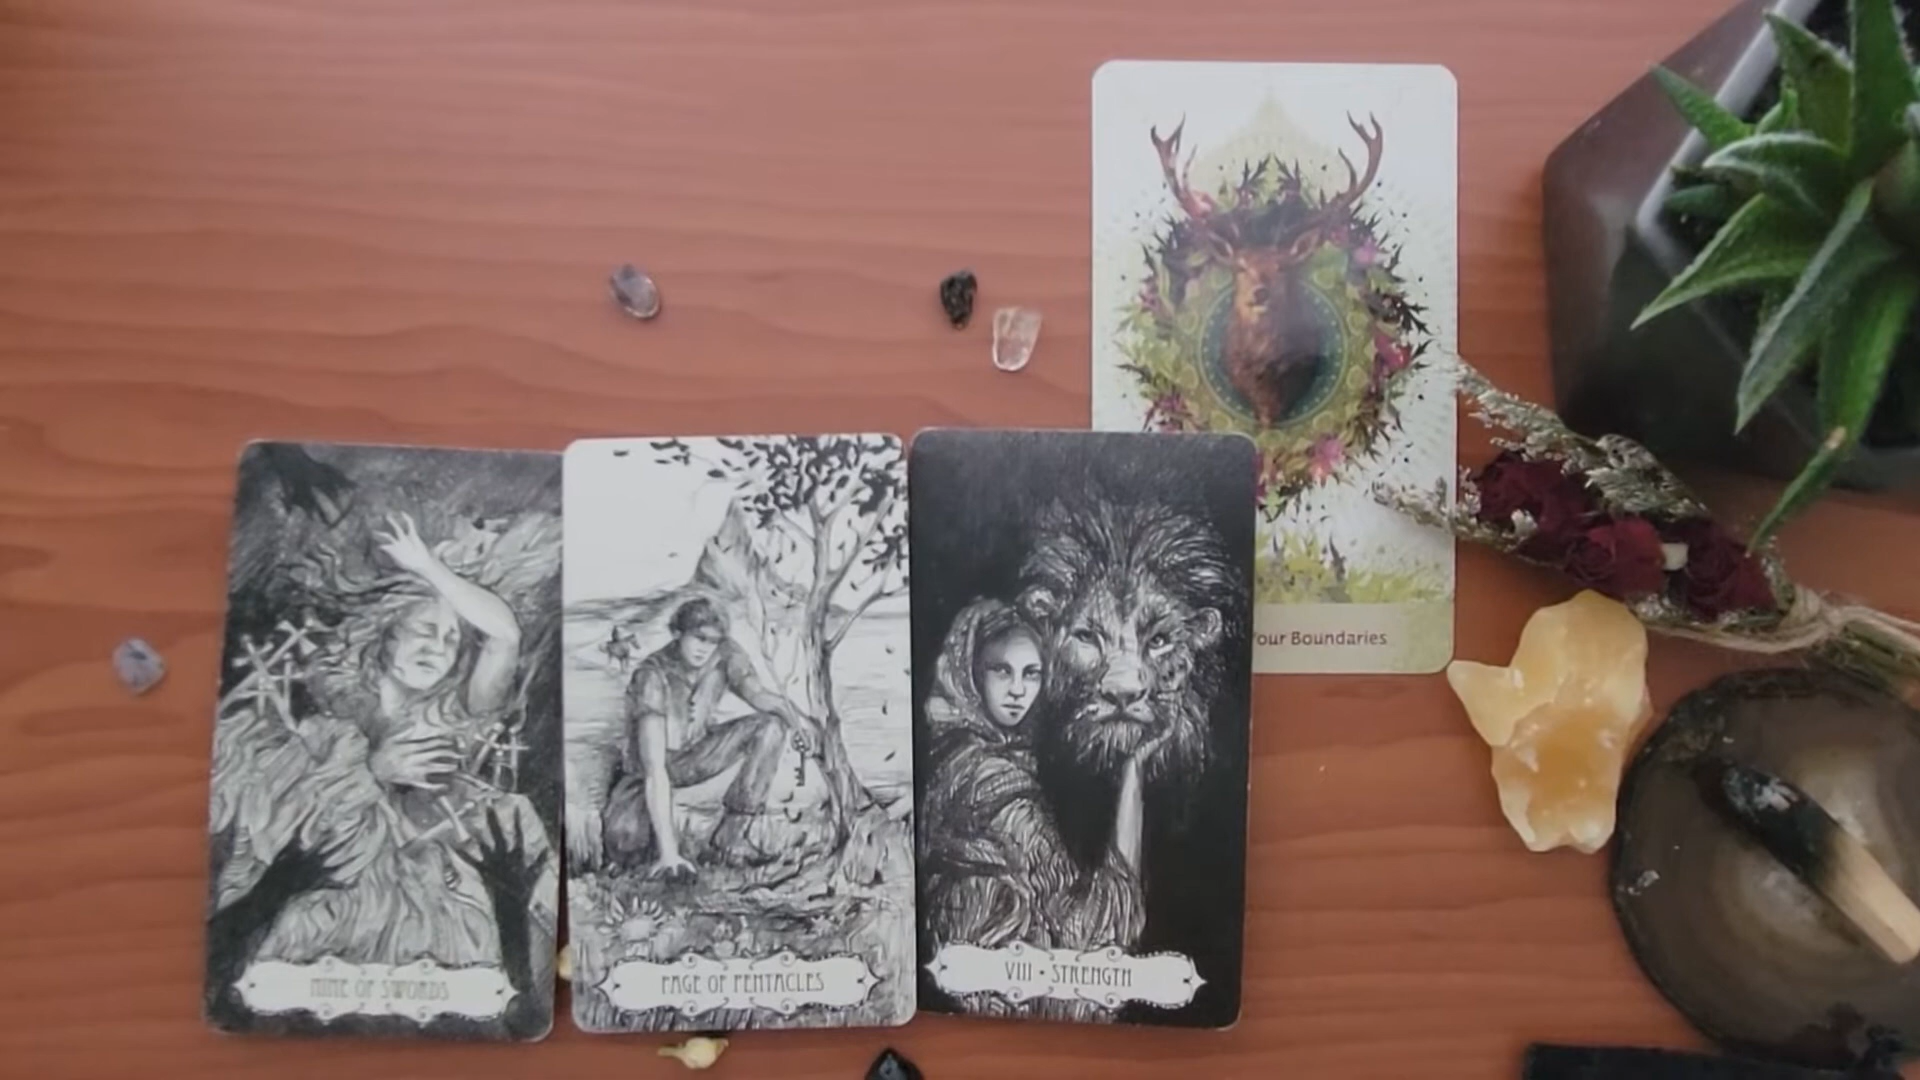 Your Boundaries
NINE OF SWORDS
PAGE OF PENTACLES
VIII • STRENGTH